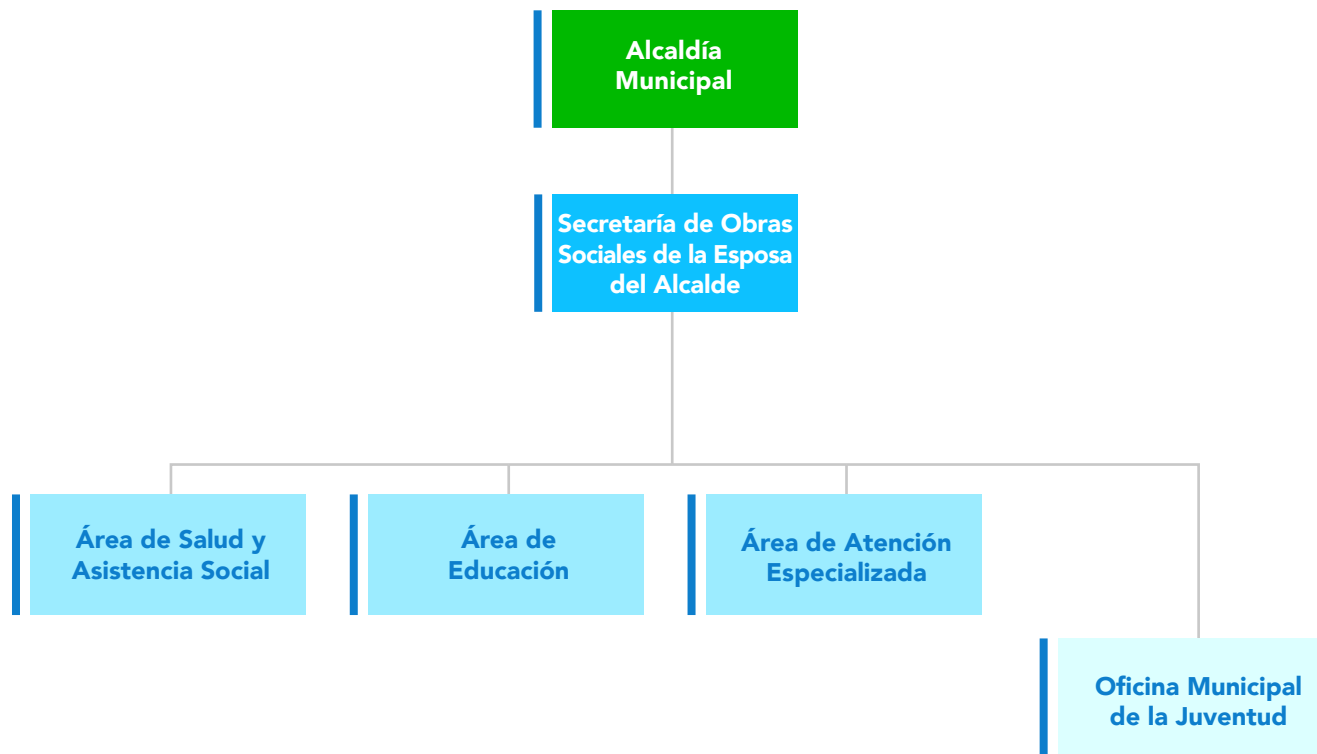 Alcaldía
Municipal
Secretaría de Obras
Sociales de la Esposa
del Alcalde
Área de Salud y
Asistencia Social
Área de
Educación
Área de Atención
Especializada
Oficina Municipal
de la Juventud